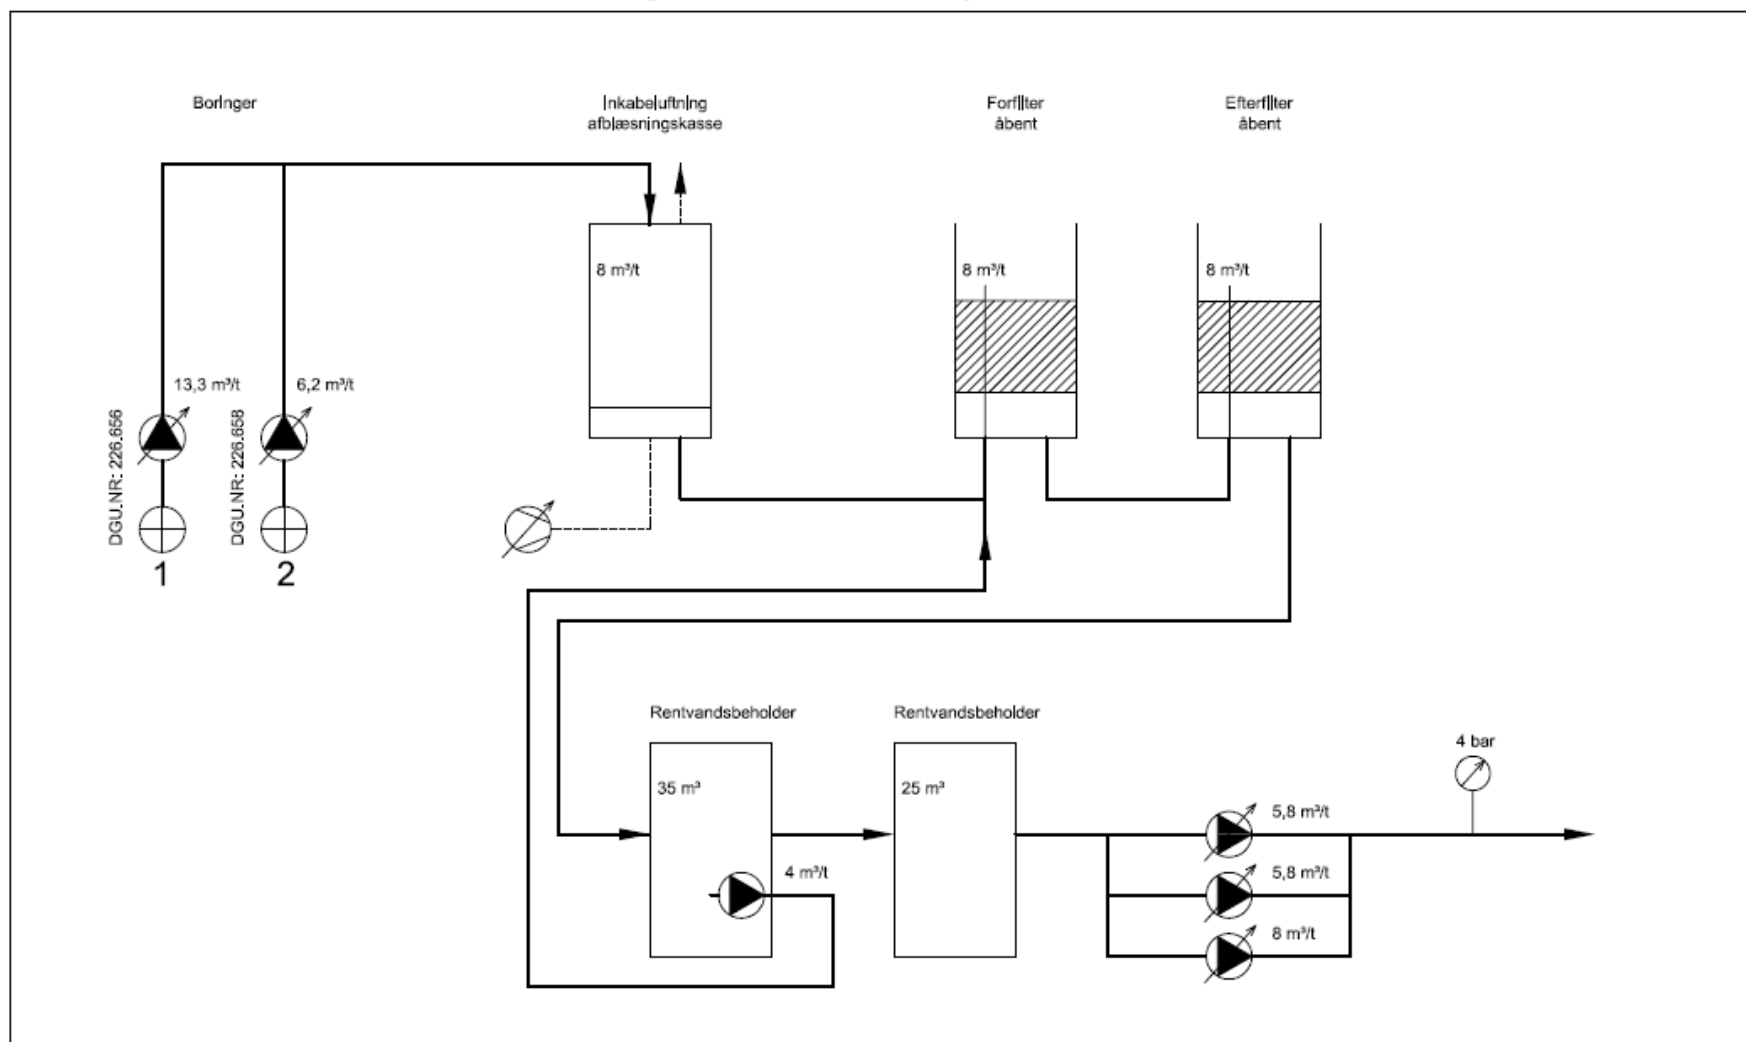 Boringer
Inkabeluftning
afblæsningskasse
Forfilter
åbent
Efterfilter
åbent
8 m³/t
8 m³/t
8 m³/t
13,3 m³/t
6,2 m³/t
DGU.NR: 226.656
DGU.NR: 226.658
1
2
Rentvandsbeholder
Rentvandsbeholder
35 m³
25 m³
4 bar
5,8 m³/t
4 m³/t
5,8 m³/t
8 m³/t